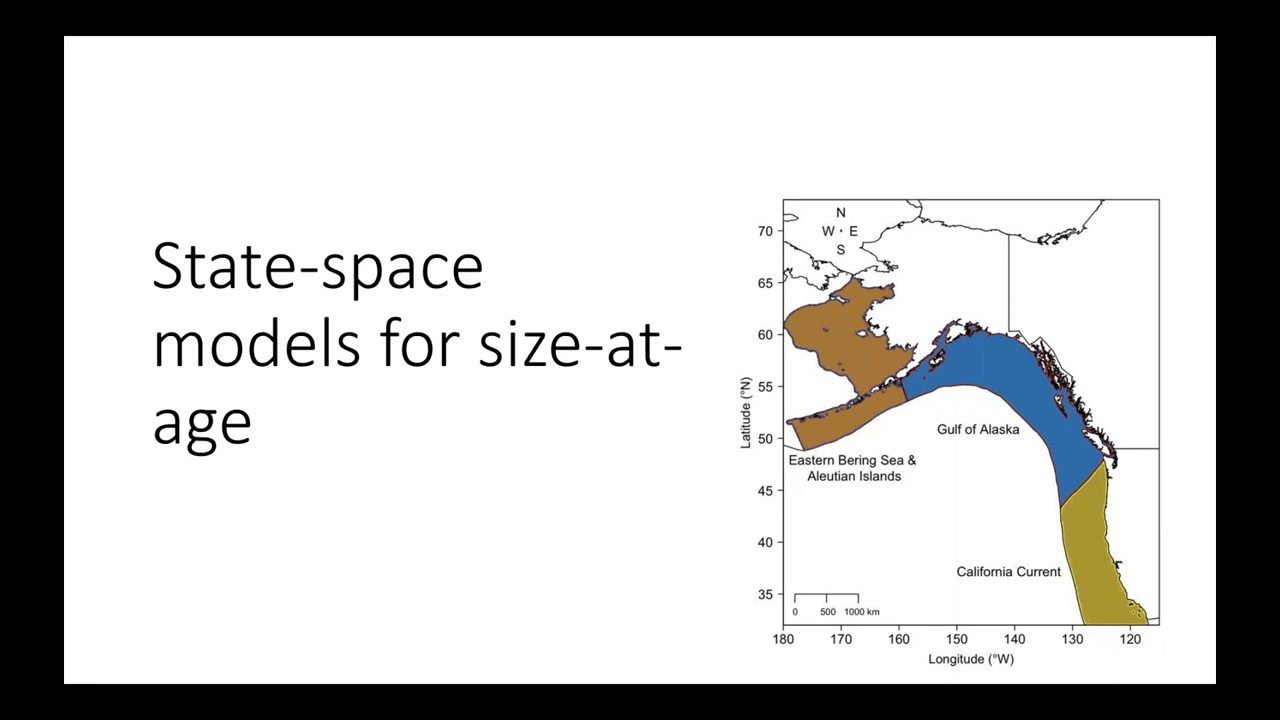 State-space
models for size-at-
age
N
W · E
S
70
65
60
55
50
45
40
35
Latitude (°N)
Gulf of Alaska
Eastern Bering Sea &
Aleutian Islands
California Current
0 500 1000 km
180 170 160 150 140 130 120
Longitude (°W)